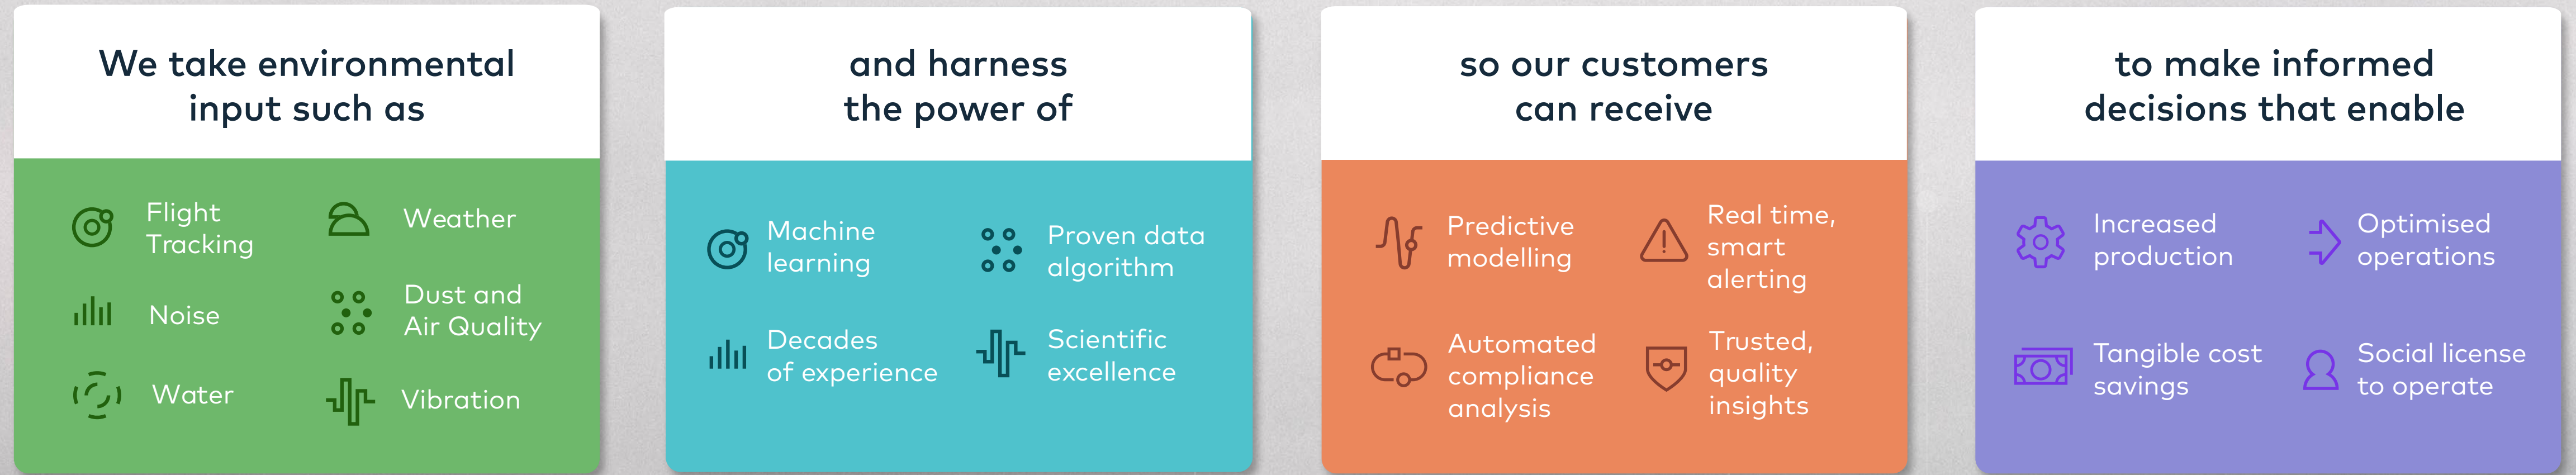 We take environmental
input such as
Flight
Tracking
Weather
Noise
Dust and
Air Quality
Water
Vibration
and harness
the power of
Machine
learning
Proven data
algorithm
Decades
of experience
Scientific
excellence
so our customers
can receive
Predictive
modelling
Real time,
smart
alerting
Automated
compliance
analysis
Trusted,
quality
insights
to make informed
decisions that enable
Increased
production
Optimised
operations
Tangible cost
savings
Social license
to operate